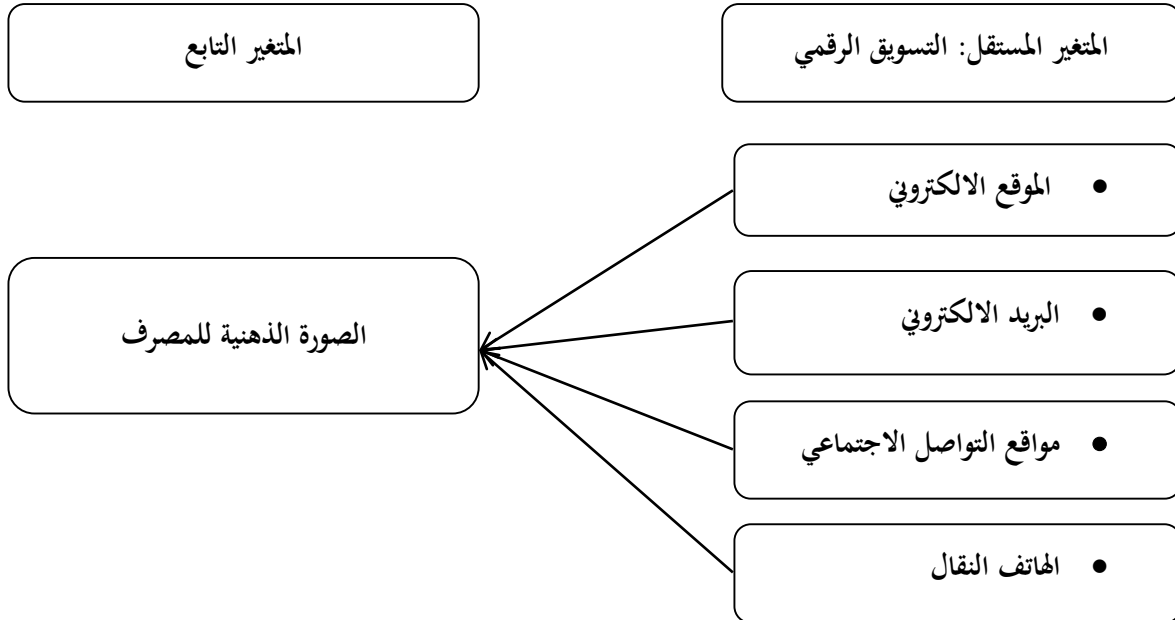 المتغير المستقل: التسويق الرقمي
المتغير التابع
• الموقع الالكتروني
• البريد الالكتروني
الصورة الذهنية للمصرف
• مواقع التواصل الاجتماعي
• الهاتف النقال